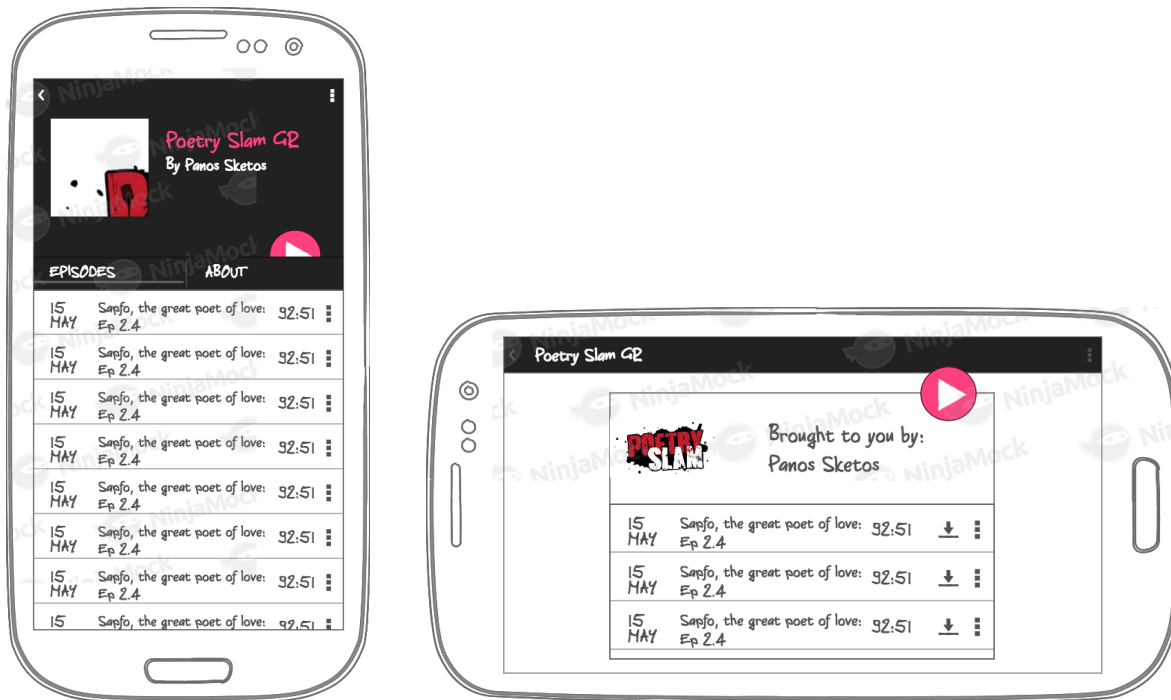 NinjaMock
Poetry Slam GR
By Panos Sketos
EPISODES
ABOUT
15 MAY
Sapfo, the great poet of love:
Ep 2.4
92:51
15 MAY
Sapfo, the great poet of love:
Ep 2.4
92:51
15 MAY
Sapfo, the great poet of love:
Ep 2.4
92:51
15 MAY
Sapfo, the great poet of love:
Ep 2.4
92:51
15 MAY
Sapfo, the great poet of love:
Ep 2.4
92:51
15 MAY
Sapfo, the great poet of love:
Ep 2.4
92:51
15 MAY
Sapfo, the great poet of love:
Ep 2.4
92:51
15
Sapfo, the great poet of love:
92:51
Poetry Slam GR
NinjaMock
POETRY
SLAM
Brought to you by:
Panos Sketos
15 MAY
Sapfo, the great poet of love:
Ep 2.4
92:51
15 MAY
Sapfo, the great poet of love:
Ep 2.4
92:51
15 MAY
Sapfo, the great poet of love:
Ep 2.4
92:51